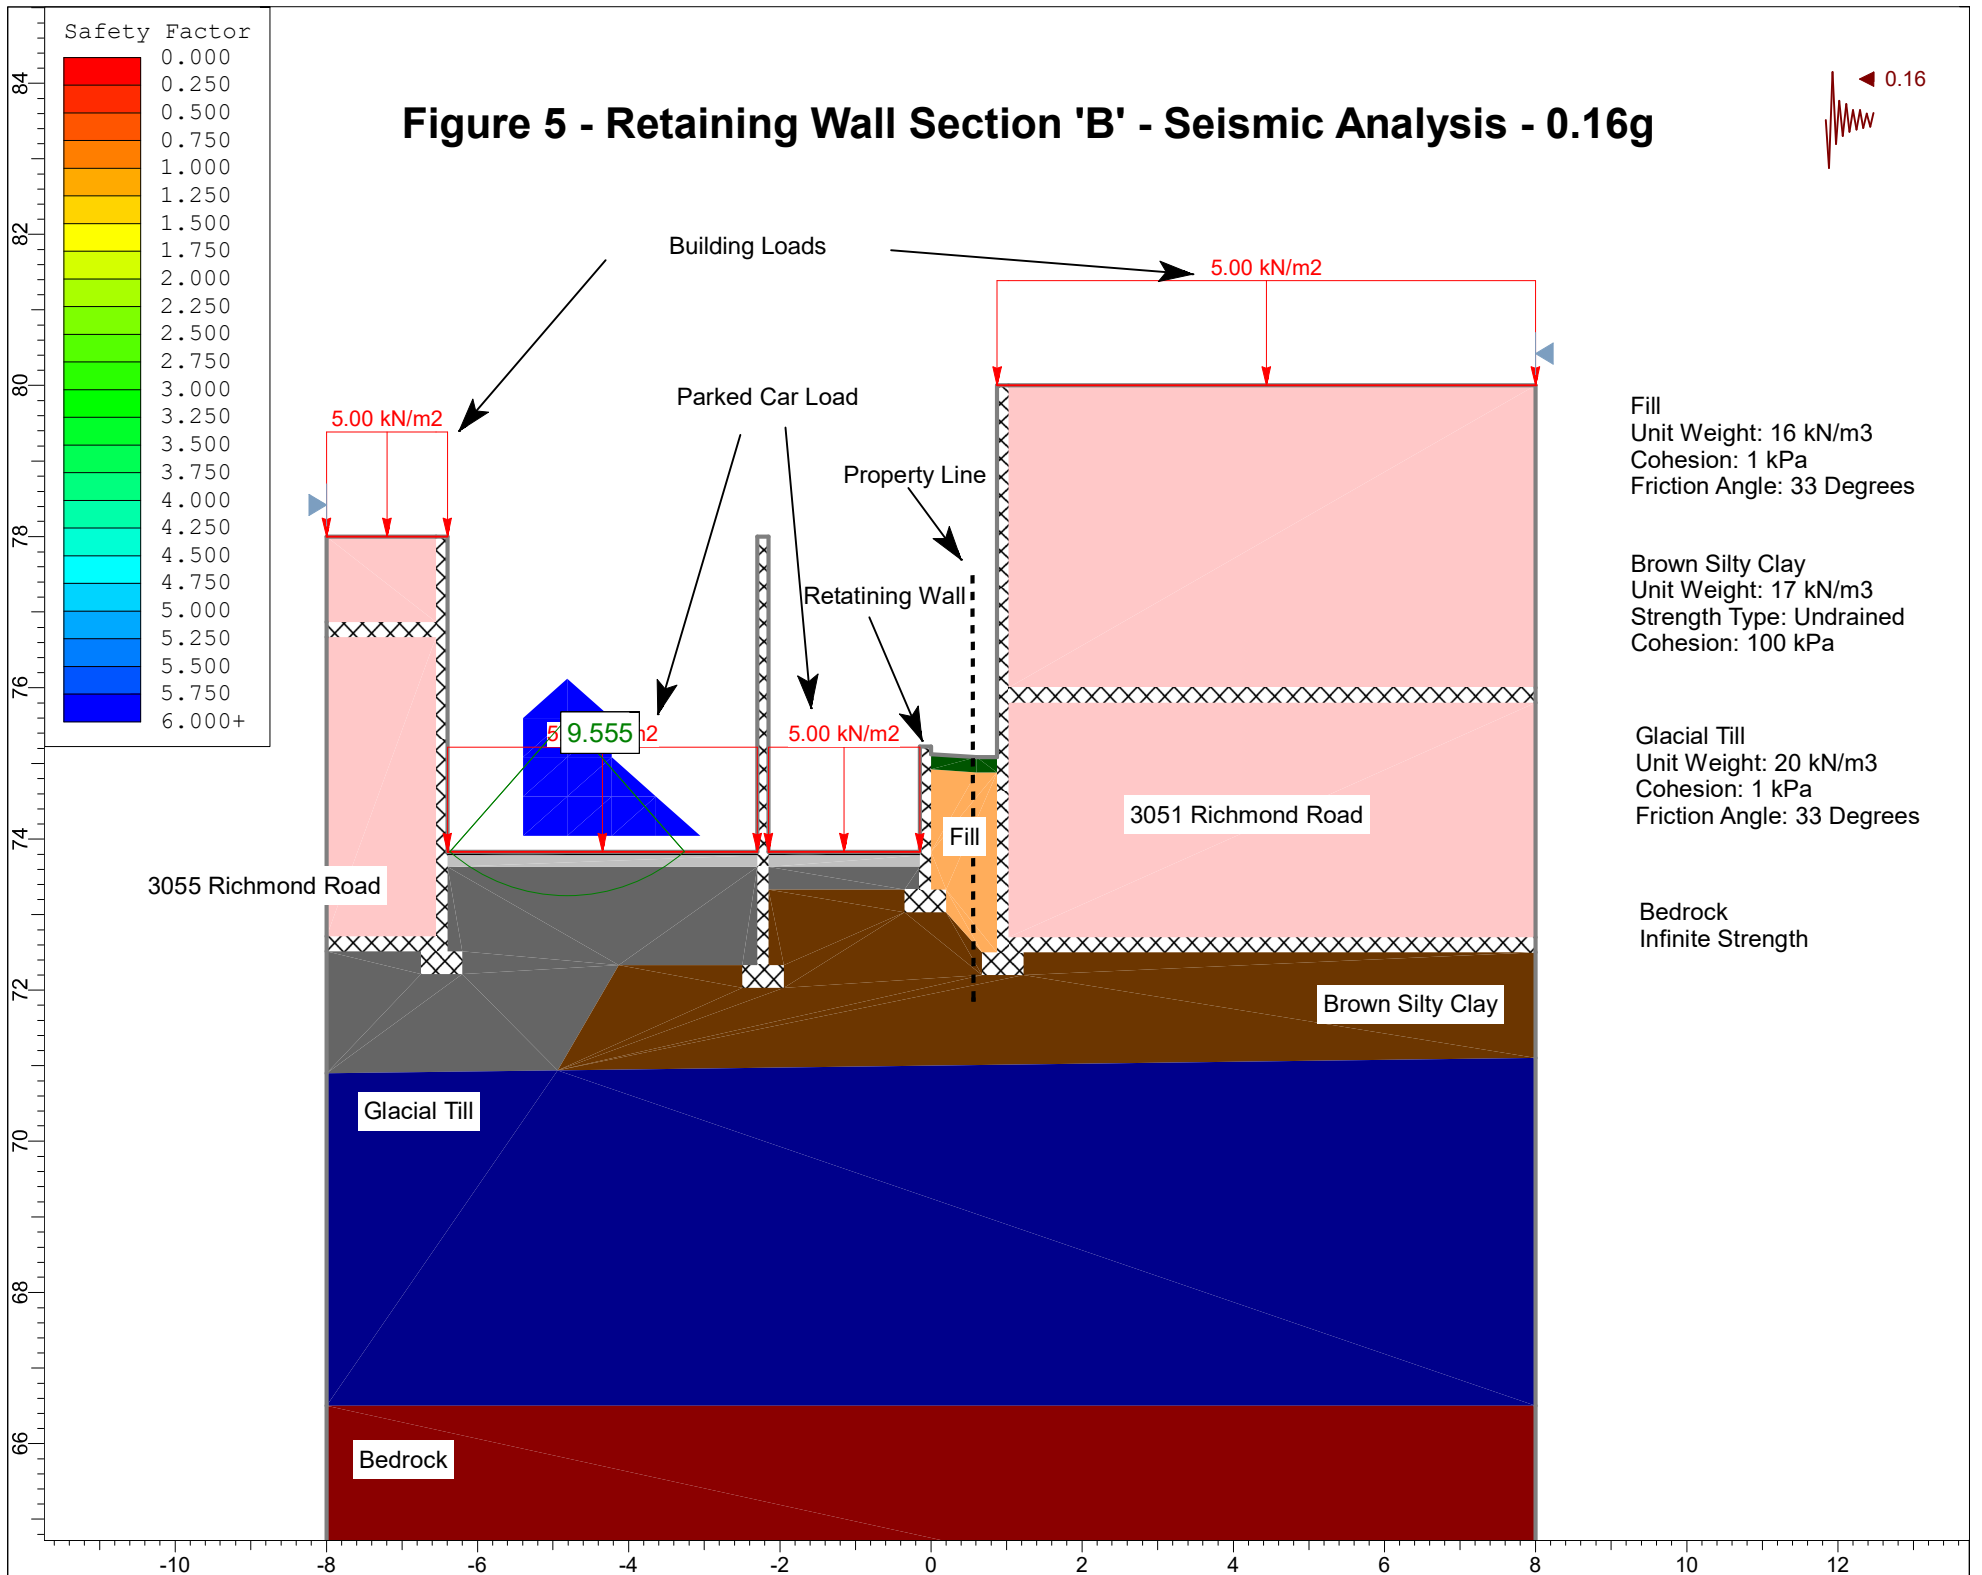 Safety Factor
0.000
0.250
0.500
0.750
1.000
1.250
1.500
1.750
2.000
2.250
2.500
2.750
3.000
3.250
3.500
3.750
4.000
4.250
4.500
4.750
5.000
5.250
5.500
5.750
6.000+
Figure 5 - Retaining Wall Section 'B' - Seismic Analysis - 0.16g
0.16
Building Loads
5.00 kN/m2
Parked Car Load
5.00 kN/m2
Property Line
Retatining Wall
9.555
5.00 kN/m2
Fill
3051 Richmond Road
3055 Richmond Road
Brown Silty Clay
Glacial Till
Bedrock
Fill
Unit Weight: 16 kN/m3
Cohesion: 1 kPa
Friction Angle: 33 Degrees
Brown Silty Clay
Unit Weight: 17 kN/m3
Strength Type: Undrained
Cohesion: 100 kPa
Glacial Till
Unit Weight: 20 kN/m3
Cohesion: 1 kPa
Friction Angle: 33 Degrees
Bedrock
Infinite Strength
84
82
80
78
76
74
72
70
68
66
-10
-8
-6
-4
-2
0
2
4
6
8
10
12